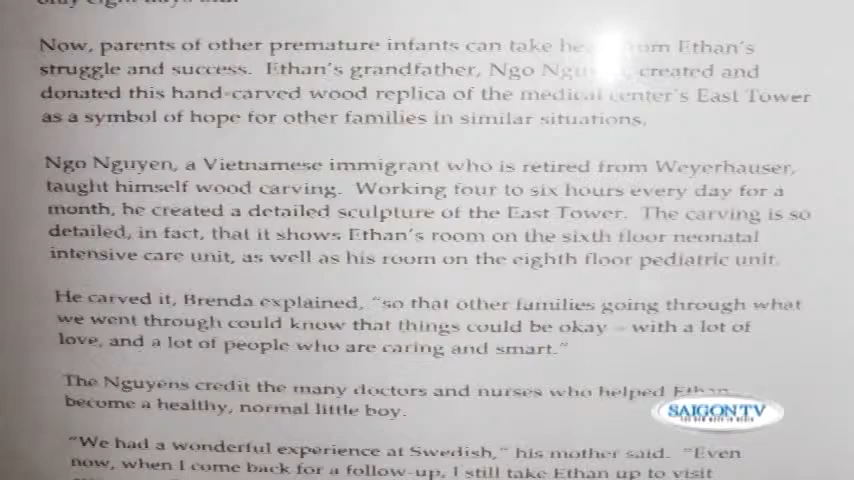 only eight days old.
Now, parents of other premature infants can take from Ethan's
struggle and success. Ethan's grandfather, Ngo created and
donated this hand-carved wood replica of the medical center's East Tower
as a symbol of hope for other families in similar situations.
Ngo Nguyen, a Vietnamese immigrant who is retired from Weyerhauser,
taught himself wood carving. Working four to six hours every day for a
month, he created a detailed sculpture of the East Tower. The carving is so
detailed, in fact, that it shows Ethan's room on the sixth floor neonatal
intensive care unit, as well as his room on the eighth floor pediatric unit.
He carved it, Brenda explained, "so that other families going through what
we went through could know that things could be okay – with a lot of
love, and a lot of people who are caring and smart."
The Nguyens credit the many doctors and nurses who helped Ethan
become a healthy, normal little boy.
SAIGON TV
"We had a wonderful experience at Swedish," his mother said. "Even
now, when I come back for a follow-up, I still take Ethan up to visit